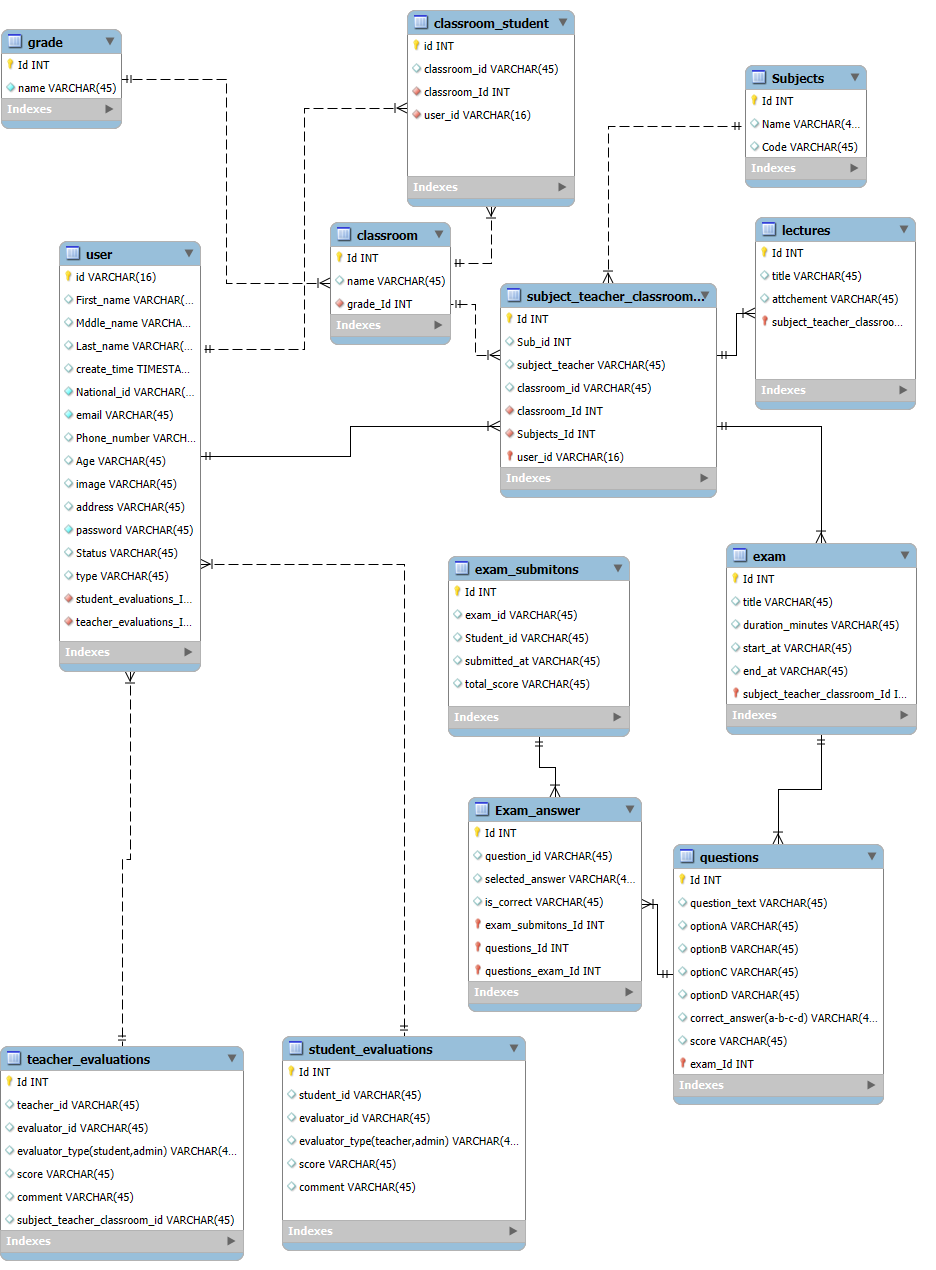 grade
Id INT
name VARCHAR(45)
Indexes
classroom_student
id INT
classroom_id VARCHAR(45)
classroom_Id INT
user_id VARCHAR(16)
Indexes
Subjects
Id INT
Name VARCHAR(4...
Code VARCHAR(45)
Indexes
classroom
Id INT
name VARCHAR(45)
grade_Id INT
Indexes
lectures
Id INT
title VARCHAR(45)
attchement VARCHAR(45)
subject_teacher_classroo...
Indexes
user
id VARCHAR(16)
First_name VARCHAR(...
Mddle_name VARCHA...
Last_name VARCHAR(...
create_time TIMESTA...
National_id VARCHAR(...
email VARCHAR(45)
Phone_number VARCH...
Age VARCHAR(45)
image VARCHAR(45)
address VARCHAR(45)
password VARCHAR(45)
Status VARCHAR(45)
type VARCHAR(45)
student_evaluations_I...
teacher_evaluations_I...
Indexes
subject_teacher_classroom...
Id INT
Sub_id INT
subject_teacher VARCHAR(45)
classroom_id VARCHAR(45)
classroom_Id INT
Subjects_Id INT
user_id VARCHAR(16)
Indexes
exam_submitons
Id INT
exam_id VARCHAR(45)
Student_id VARCHAR(45)
submitted_at VARCHAR(45)
total_score VARCHAR(45)
Indexes
exam
Id INT
title VARCHAR(45)
duration_minutes VARCHAR(45)
start_at VARCHAR(45)
end_at VARCHAR(45)
subject_teacher_classroom_Id I...
Indexes
Exam_answer
Id INT
question_id VARCHAR(45)
selected_answer VARCHAR(4...
is_correct VARCHAR(45)
exam_submitons_Id INT
questions_Id INT
questions_exam_Id INT
Indexes
questions
Id INT
question_text VARCHAR(45)
optionA VARCHAR(45)
optionB VARCHAR(45)
optionC VARCHAR(45)
optionD VARCHAR(45)
correct_answer(a-b-c-d) VARCHAR(4...
score VARCHAR(45)
exam_Id INT
Indexes
teacher_evaluations
Id INT
teacher_id VARCHAR(45)
evaluator_id VARCHAR(45)
evaluator_type(student,admin) VARCHAR(4...
score VARCHAR(45)
comment VARCHAR(45)
subject_teacher_classroom_id VARCHAR(45)
Indexes
student_evaluations
Id INT
student_id VARCHAR(45)
evaluator_id VARCHAR(45)
evaluator_type(teacher,admin) VARCHAR(4...
score VARCHAR(45)
comment VARCHAR(45)
Indexes